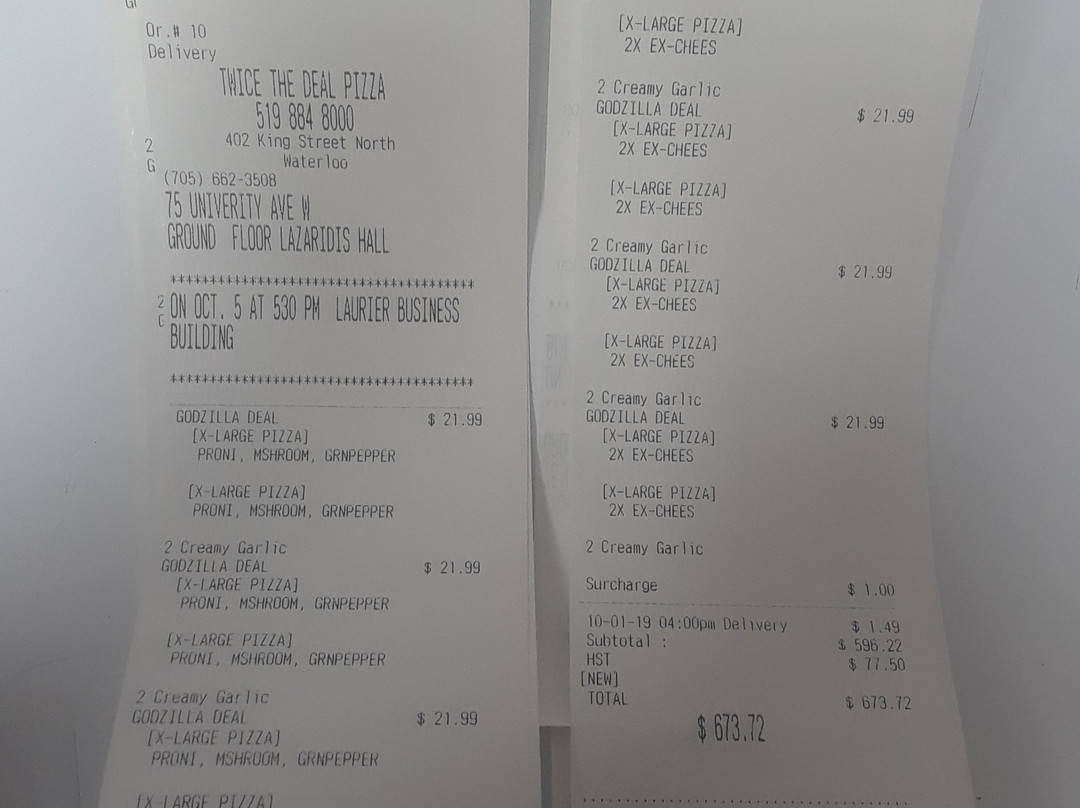 Or.# 10
Delivery
TWICE THE DEAL PIZZA
519 884 8000
402 King Street North
Waterloo
2
G
(705) 662-3508
75 UNIVERITY AVE W
GROUND FLOOR LAZARIDIS HALL
***************************************
2
G
ON OCT. 5 AT 530 PM LAURIER BUSINESS
BUILDING
***************************************
GODZILLA DEAL $ 21.99
[X-LARGE PIZZA]
PRONI, MSHROOM, GRNPEPPER
[X-LARGE PIZZA]
PRONI, MSHROOM, GRNPEPPER
2 Creamy Garlic
GODZILLA DEAL $ 21.99
[X-LARGE PIZZA]
PRONI, MSHROOM, GRNPEPPER
[X-LARGE PIZZA]
PRONI, MSHROOM, GRNPEPPER
2 Creamy Garlic
GODZILLA DEAL $ 21.99
[X-LARGE PIZZA]
PRONI, MSHROOM, GRNPEPPER
[X-LARGE PIZZA]
[X-LARGE PIZZA]
2X EX-CHEES
2 Creamy Garlic
GODZILLA DEAL $ 21.99
[X-LARGE PIZZA]
2X EX-CHEES
[X-LARGE PIZZA]
2X EX-CHEES
2 Creamy Garlic
GODZILLA DEAL $ 21.99
[X-LARGE PIZZA]
2X EX-CHEES
[X-LARGE PIZZA]
2X EX-CHEES
2 Creamy Garlic
GODZILLA DEAL $ 21.99
[X-LARGE PIZZA]
2X EX-CHEES
[X-LARGE PIZZA]
2X EX-CHEES
2 Creamy Garlic
Surcharge $ 1.00
10-01-19 04:00pm Delivery $ 1.49
Subtotal : $ 596.22
HST $ 77.50
[NEW]
TOTAL $ 673.72
$ 673.72